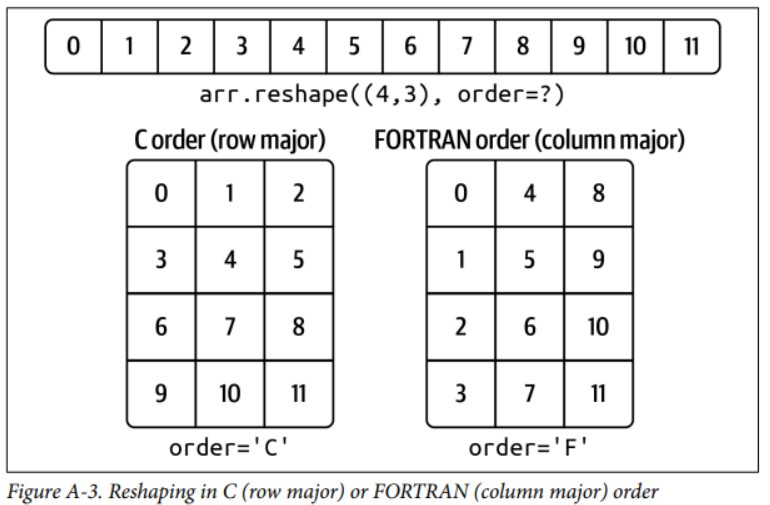 0 1 2 3 4 5 6 7 8 9 10 11
arr.reshape((4,3), order=?)
C order (row major)
0 1 2
3 4 5
6 7 8
9 10 11
order='C'
FORTRAN order (column major)
0 4 8
1 5 9
2 6 10
3 7 11
order='F'
Figure A-3. Reshaping in C (row major) or FORTRAN (column major) order